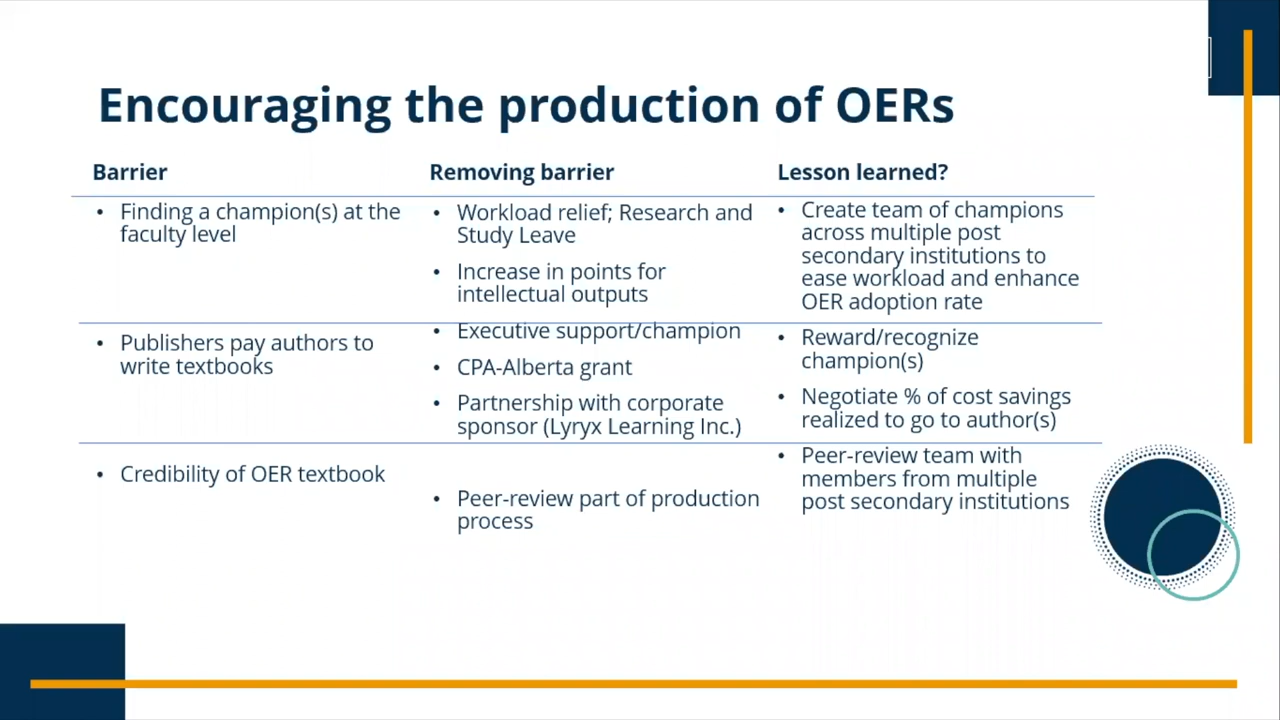 Encouraging the production of OERs
Barrier
Removing barrier
Lesson learned?
• Finding a champion(s) at the
faculty level
• Workload relief; Research and
Study Leave
• Increase in points for
intellectual outputs
• Create team of champions
across multiple post
secondary institutions to
ease workload and enhance
OER adoption rate
• Publishers pay authors to
write textbooks
• Executive support/champion
• CPA-Alberta grant
• Partnership with corporate
sponsor (Lyryx Learning Inc.)
• Reward/recognize
champion(s)
• Negotiate % of cost savings
realized to go to author(s)
• Credibility of OER textbook
• Peer-review part of production
process
• Peer-review team with
members from multiple
post secondary institutions